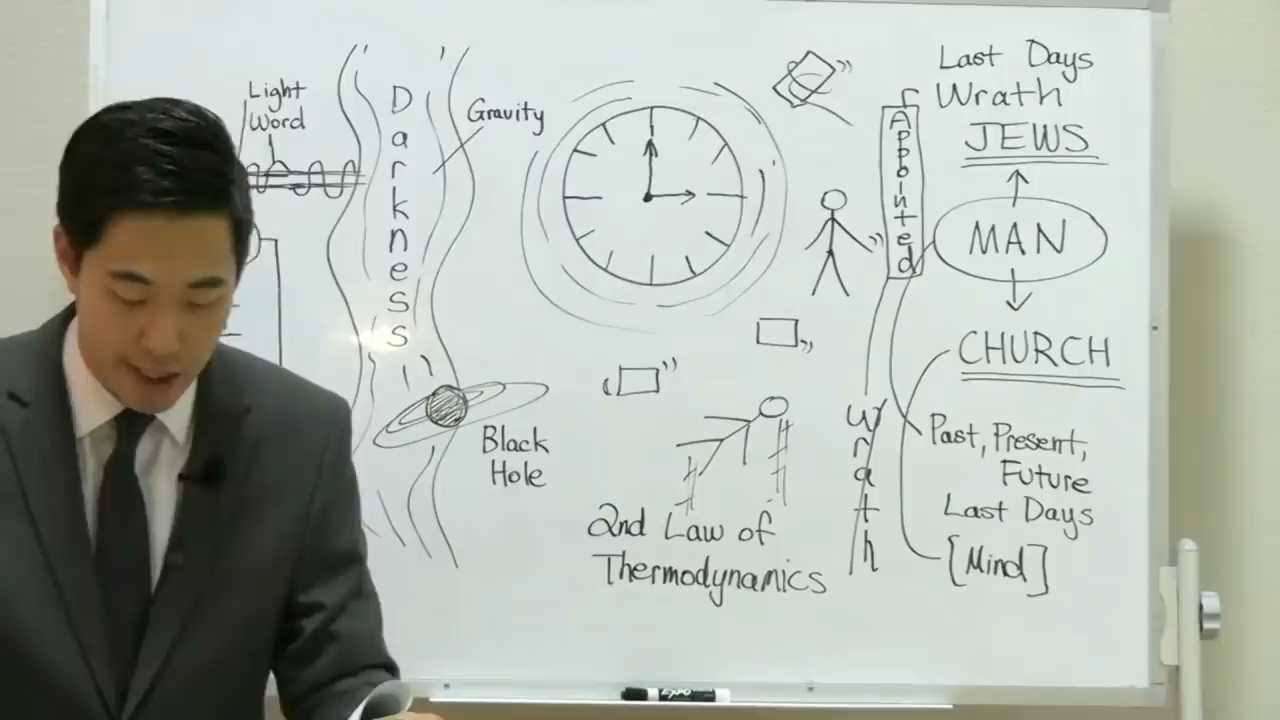 Light
Word
Darkness
Gravity
Black
Hole
2nd Law of
Thermodynamics
Appointed
Wrath
Last Days
Wrath
JEWS
MAN
CHURCH
Past, Present,
Future
Last Days
[Mind]
EXPO